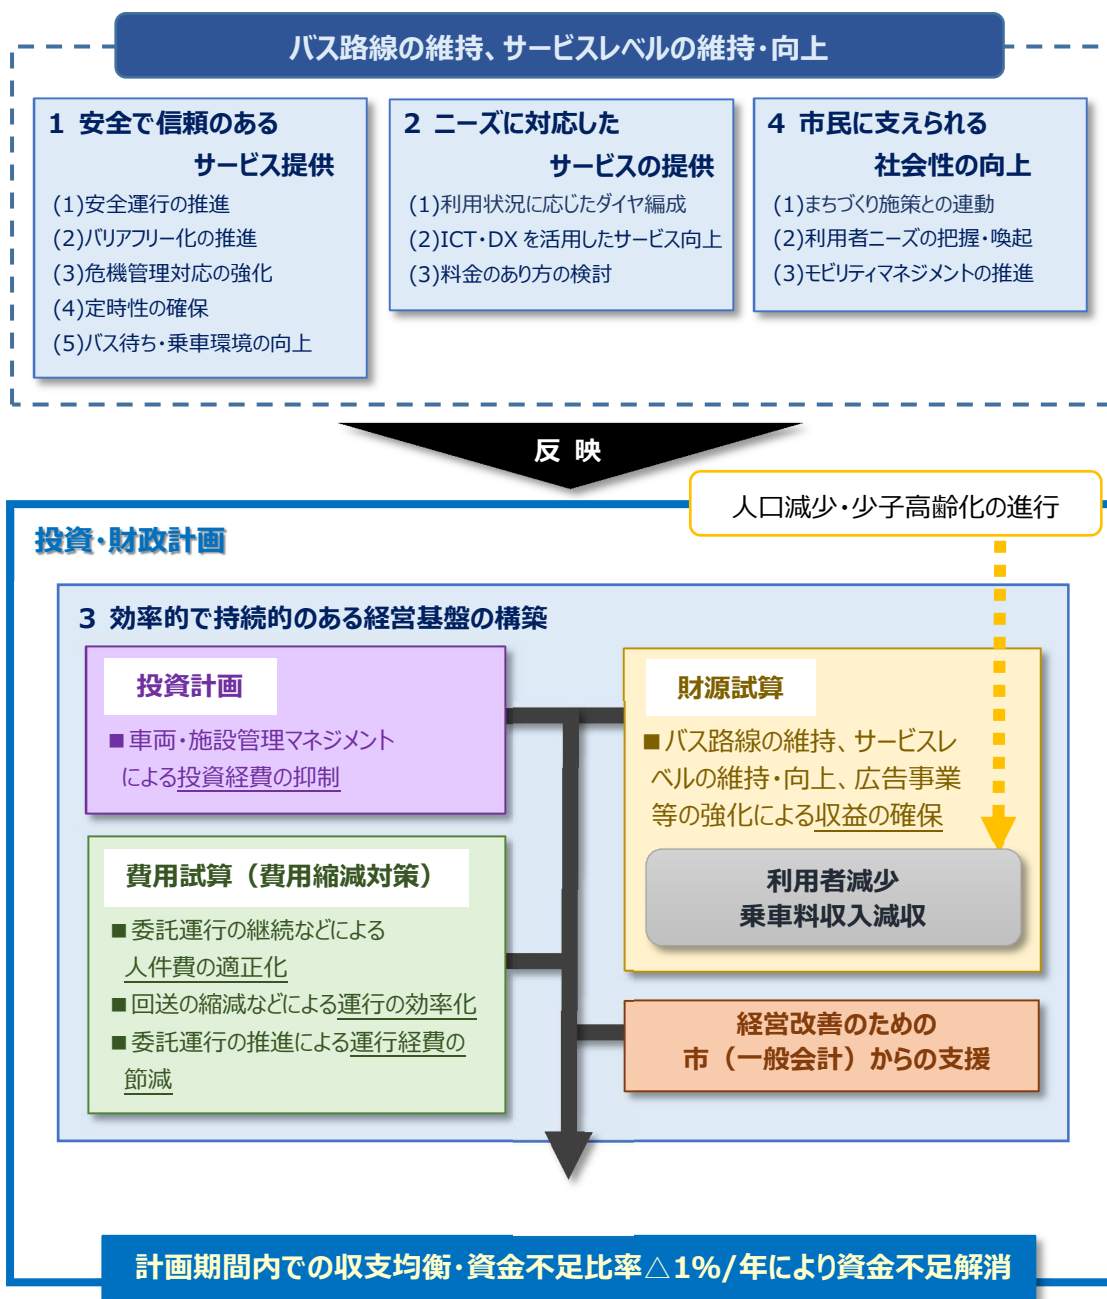 バス路線の維持、サービスレベルの維持・向上
1 安全で信頼のある
サービス提供
(1)安全運行の推進
(2)バリアフリー化の推進
(3)危機管理対応の強化
(4)定時性の確保
(5)バス待ち・乗車環境の向上
2 ニーズに対応した
サービスの提供
(1)利用状況に応じたダイヤ編成
(2)ICT・DXを活用したサービス向上
(3)料金のあり方の検討
4 市民に支えられる
社会性の向上
(1)まちづくり施策との連動
(2)利用者ニーズの把握・喚起
(3)モビリティマネジメントの推進
反 映
人口減少・少子高齢化の進行
投資・財政計画
3 効率的で持続的のある経営基盤の構築
投資計画
■車両・施設管理マネジメント
による投資経費の抑制
費用試算（費用縮減対策）
■委託運行の継続などによる
人件費の適正化
■回送の縮減などによる運行の効率化
■委託運行の推進による運行経費の
節減
財源試算
■バス路線の維持、サービスレ
ベルの維持・向上、広告事業
等の強化による収益の確保
利用者減少
乗車料収入減収
経営改善のための
市（一般会計）からの支援
計画期間内での収支均衡・資金不足比率△1%/年により資金不足解消